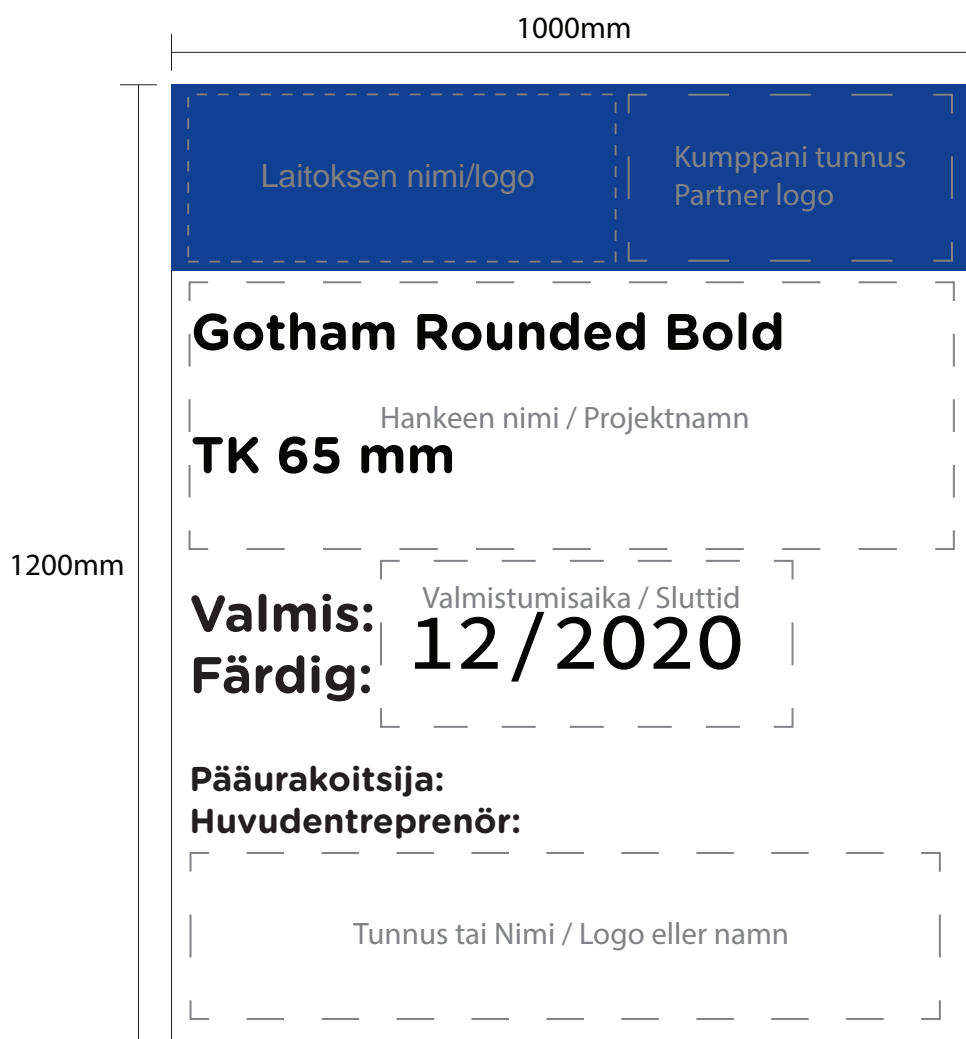 1000mm
Laitoksen nimi/logo
Kumppani tunnus
Partner logo
Gotham Rounded Bold
Hankeen nimi / Projektnamn
TK 65 mm
1200mm
Valmistumisaika / Sluttid
Valmis:
12/2020
Färdig:
Pääurakoitsija:
Huvudentreprenör:
Tunnus tai Nimi / Logo eller namn